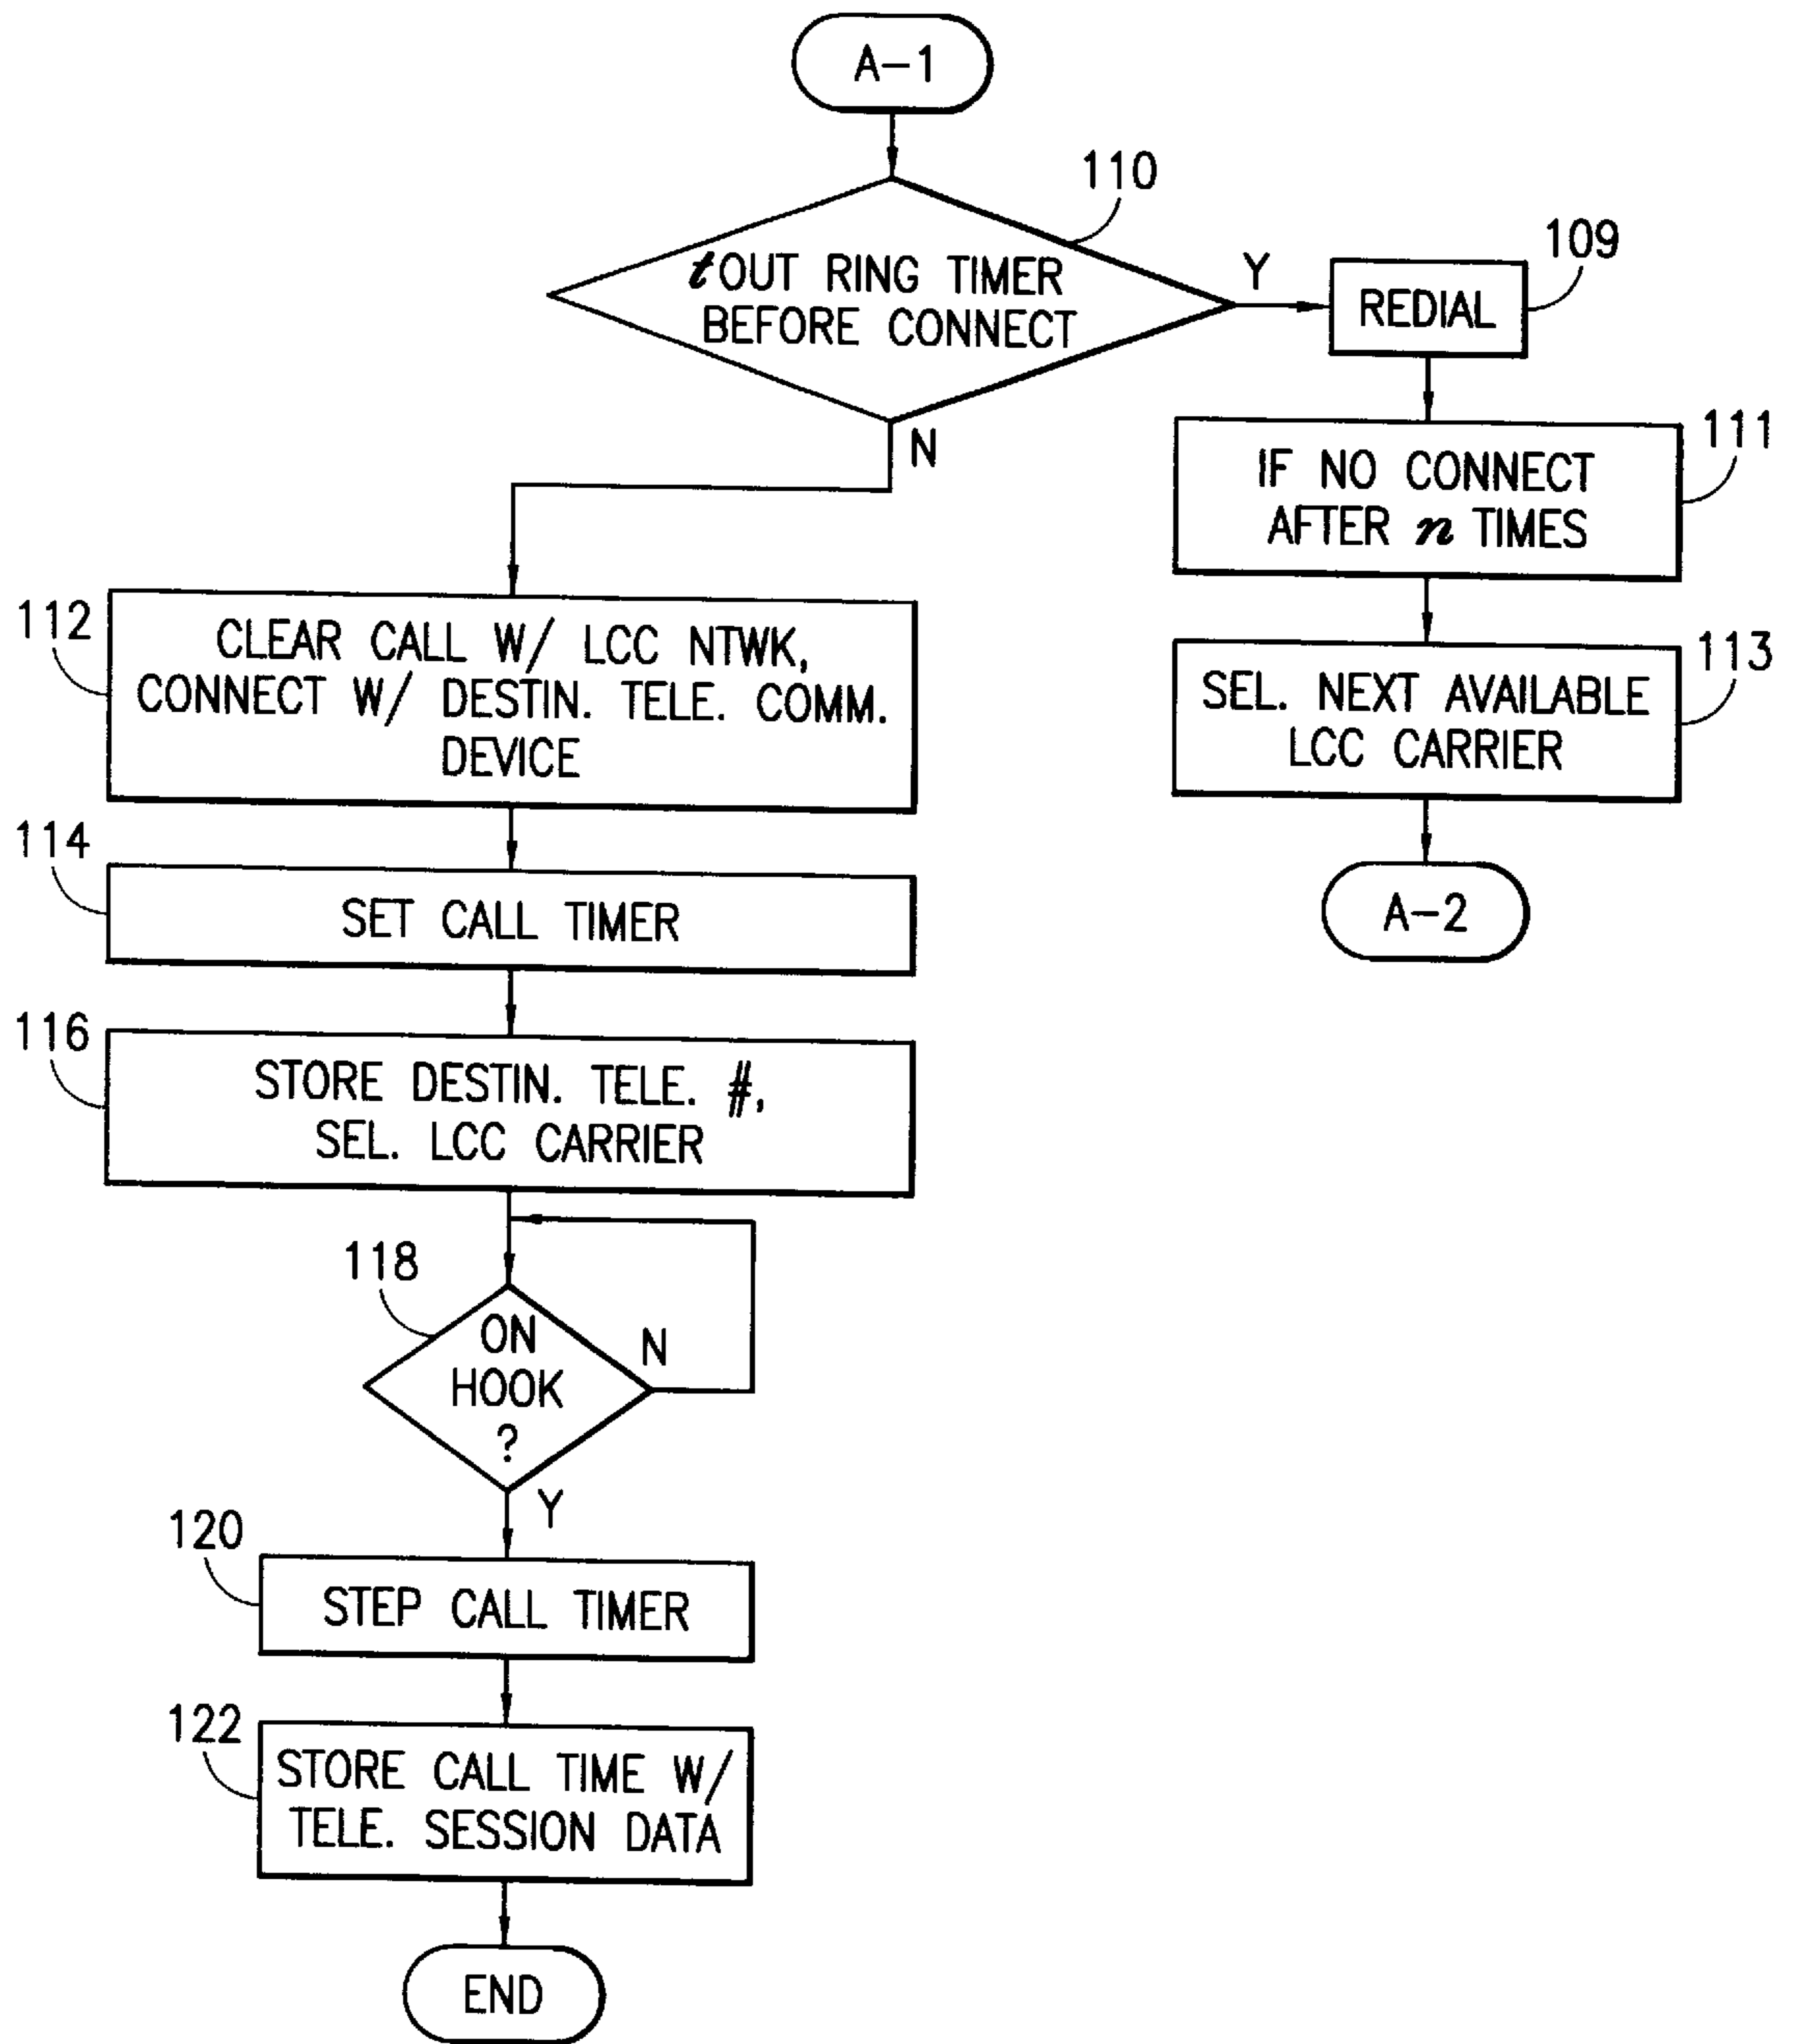 A-1
110
tOUT RING TIMER
BEFORE CONNECT
Y
109
REDIAL
N
111
IF NO CONNECT
AFTER n TIMES
112
CLEAR CALL W/ LCC NTWK,
CONNECT W/ DESTIN. TELE. COMM.
DEVICE
113
SEL. NEXT AVAILABLE
LCC CARRIER
A-2
114
SET CALL TIMER
116
STORE DESTIN. TELE. #,
SEL. LCC CARRIER
118
ON
HOOK
?
N
Y
120
STEP CALL TIMER
122
STORE CALL TIME W/
TELE. SESSION DATA
END